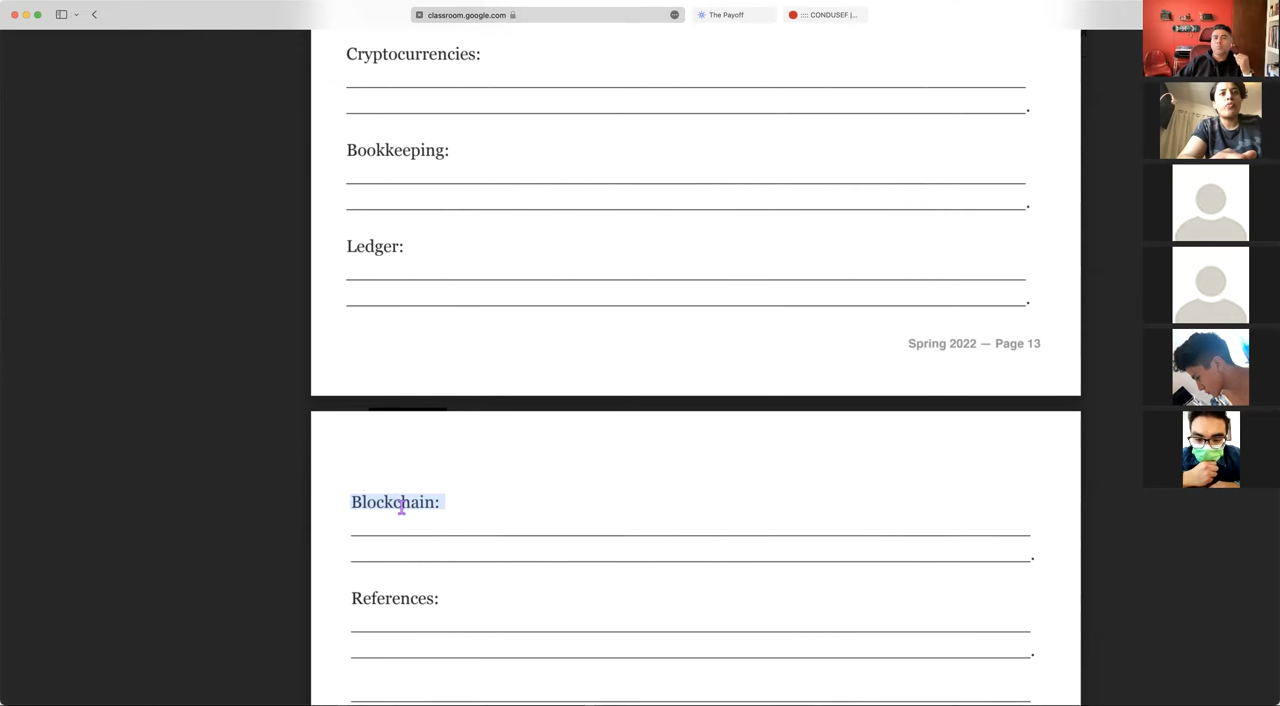 classroom.google.com
The Payoff
:::: CONDUSEF |...
Cryptocurrencies:
Bookkeeping:
Ledger:
Spring 2022 — Page 13
Blockchain:
References: